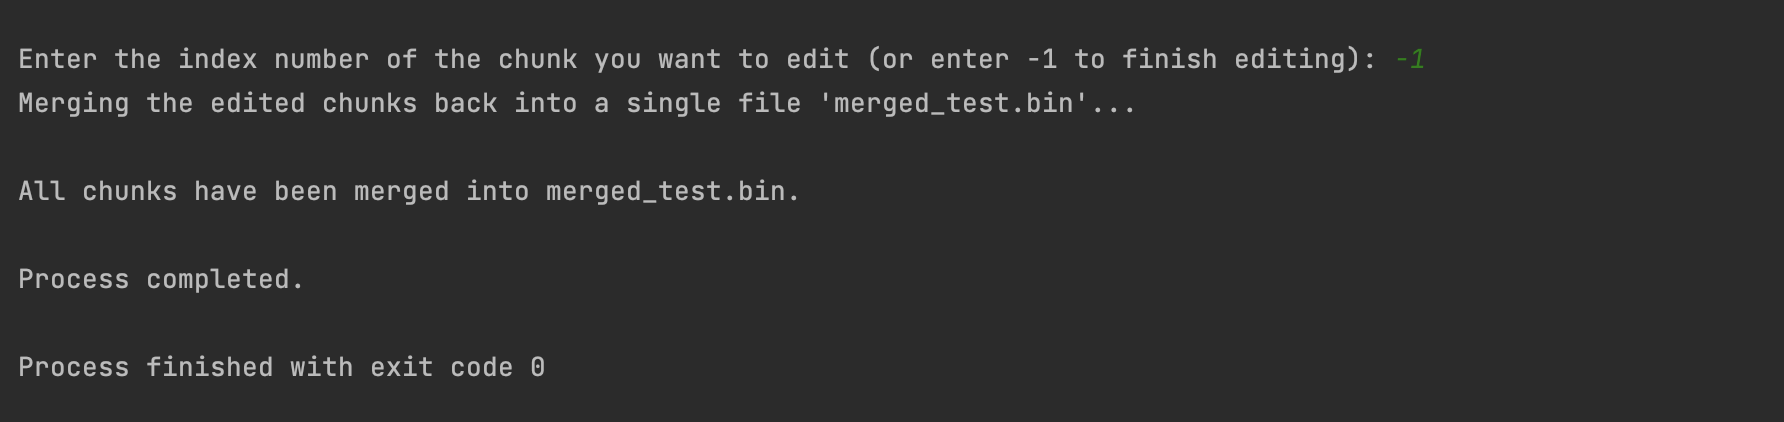 Enter the index number of the chunk you want to edit (or enter -1 to finish editing): -1
Merging the edited chunks back into a single file 'merged_test.bin'...
All chunks have been merged into merged_test.bin.
Process completed.
Process finished with exit code 0